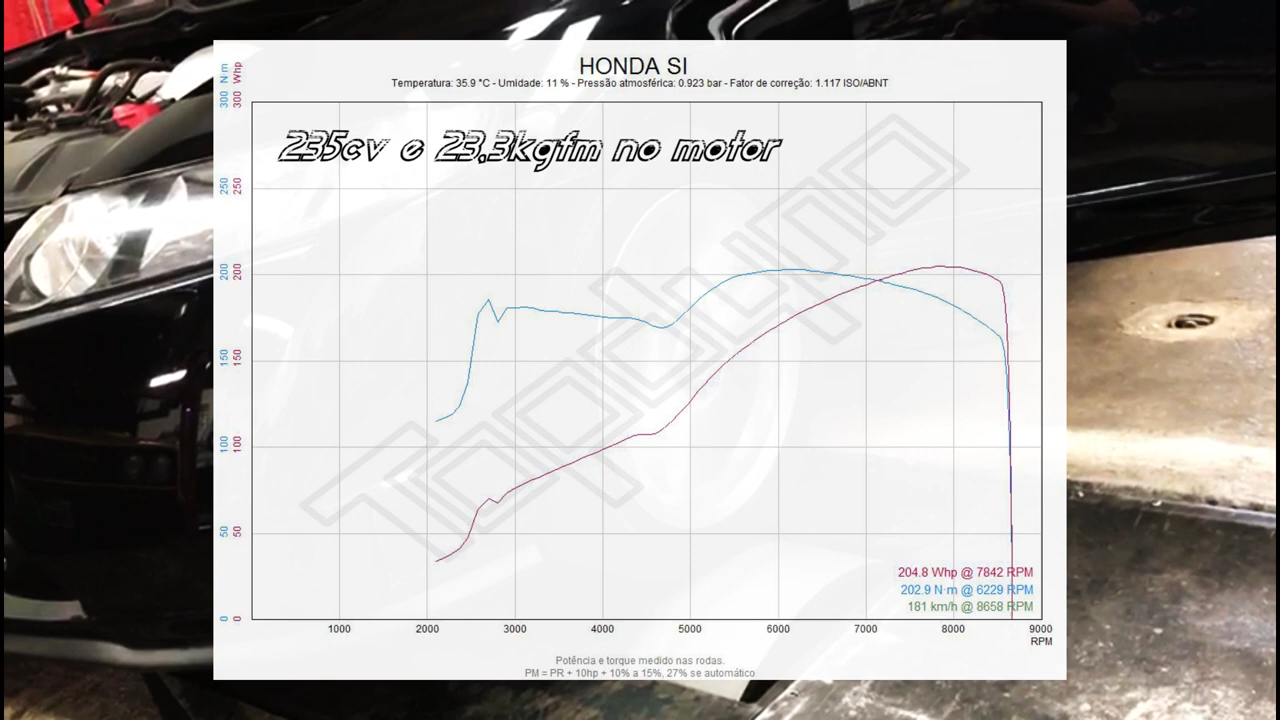 HONDA SI
Temperatura: 35.9 °C - Umidade: 11 % - Pressão atmosférica: 0.923 bar - Fator de correção: 1.117 ISO/ABNT
N·m
Whp
235cv e 23,3kgfm no motor
300 300
250 250
200 200
150 150
100 100
50 50
0 0
204.8 Whp @ 7842 RPM
202.9 N·m @ 6229 RPM
181 km/h @ 8658 RPM
1000 2000 3000 4000 5000 6000 7000 8000 9000
RPM
Potência e torque medido nas rodas.
PM = PR + 10hp + 10% a 15%, 27% se automático